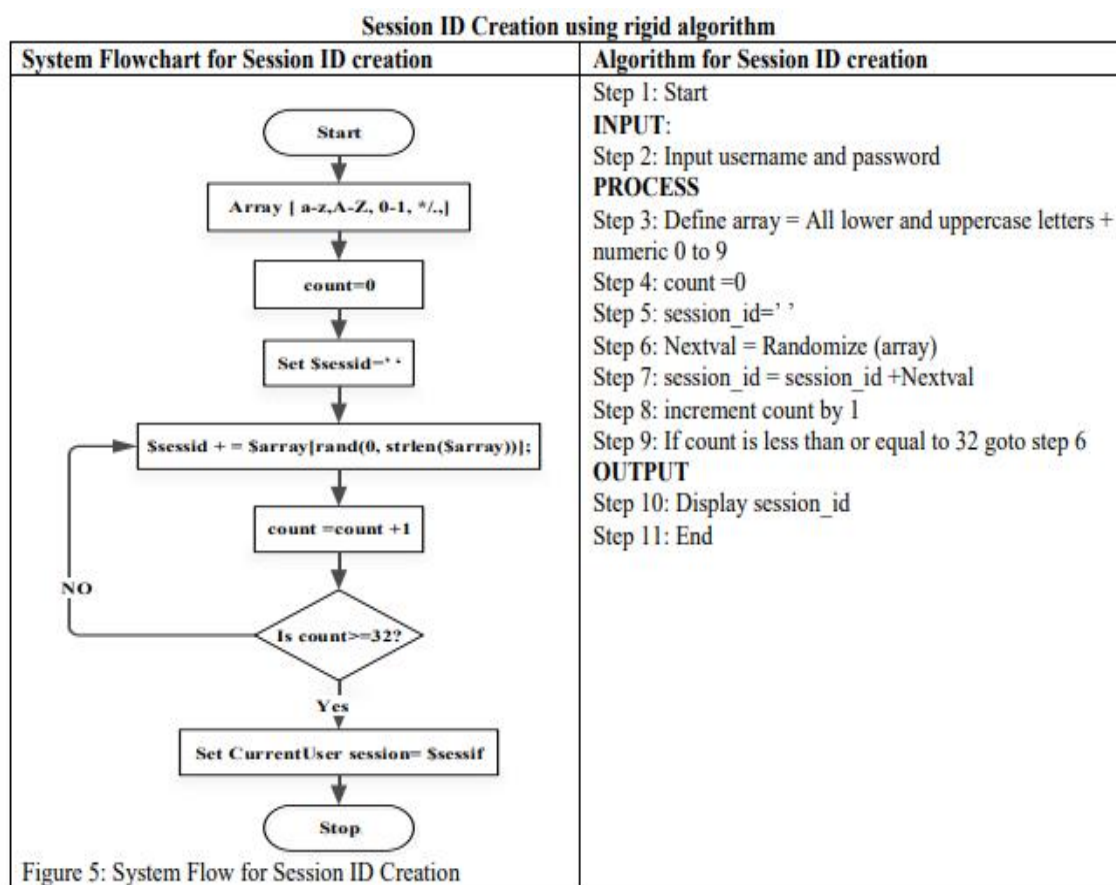 Session ID Creation using rigid algorithm
System Flowchart for Session ID creation
Start
Array [ a-z,A-Z, 0-1, */.,]
count=0
Set $sessid=' '
$sessid + = $array[rand(0, strlen($array))];
count =count +1
NO
Is count>=32?
Yes
Set CurrentUser session= $sessif
Stop
Figure 5: System Flow for Session ID Creation
Algorithm for Session ID creation
Step 1: Start
INPUT:
Step 2: Input username and password
PROCESS
Step 3: Define array = All lower and uppercase letters +
numeric 0 to 9
Step 4: count =0
Step 5: session_id=’ ’
Step 6: Nextval = Randomize (array)
Step 7: session_id = session_id +Nextval
Step 8: increment count by 1
Step 9: If count is less than or equal to 32 goto step 6
OUTPUT
Step 10: Display session_id
Step 11: End